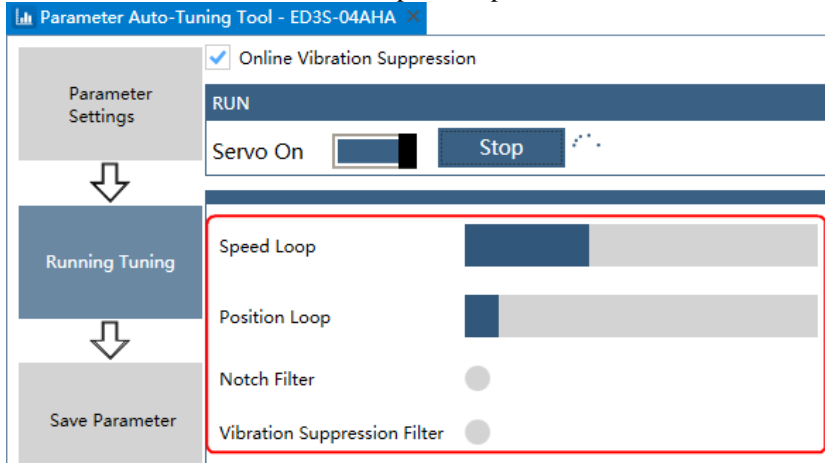 Parameter Auto-Tuning Tool - ED3S-04AHA
Online Vibration Suppression
Parameter
Settings
RUN
Servo On
Stop
Running Tuning
Speed Loop
Position Loop
Notch Filter
Save Parameter
Vibration Suppression Filter